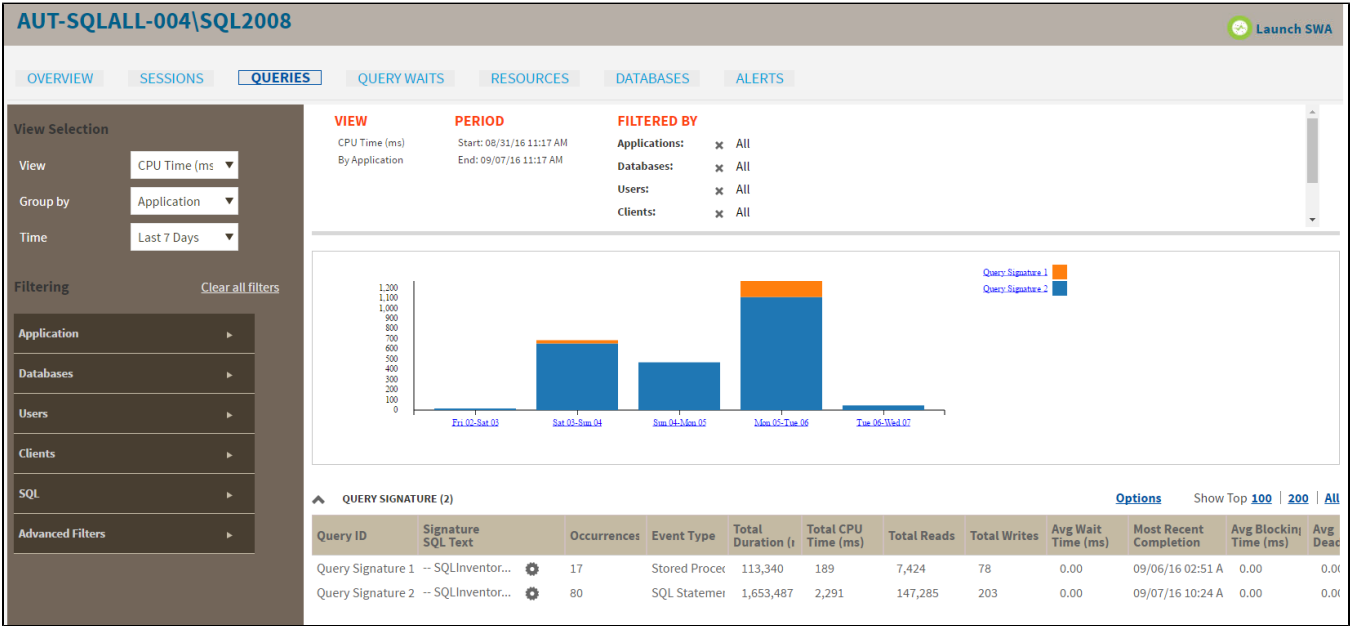 AUT-SQLALL-004\SQL2008
Launch SWA
OVERVIEW SESSIONS QUERIES QUERY WAITS RESOURCES DATABASES ALERTS
View Selection
View CPU Time (ms
Group by Application
Time Last 7 Days
Filtering Clear all filters
Application
Databases
Users
Clients
SQL
Advanced Filters
VIEW PERIOD FILTERED BY
CPU Time (ms) Start: 08/31/16 11:17 AM Applications: All
By Application End: 09/07/16 11:17 AM Databases: All
Users: All
Clients: All
Query Signature 1
Query Signature 2
1,200
1,100
1,000
900
800
700
600
500
400
300
200
100
0
Fri 02-Sat 03 Sat 03-Sun 04 Sun 04-Mon 05 Mon 05-Tue 06 Tue 06-Wed 07
QUERY SIGNATURE (2) Options Show Top 100 | 200 | All
Query ID Signature SQL Text Occurrences Event Type Total Duration (r Total CPU Time (ms) Total Reads Total Writes Avg Wait Time (ms) Most Recent Completion Avg Blocking Time (ms) Avg Deac
Query Signature 1 -- SQLInventor... 17 Stored Proced 113,340 189 7,424 78 0.00 09/06/16 02:51 A 0.00 0.00
Query Signature 2 -- SQLInventor... 80 SQL Statemer 1,653,487 2,291 147,285 203 0.00 09/07/16 10:24 A 0.00 0.00